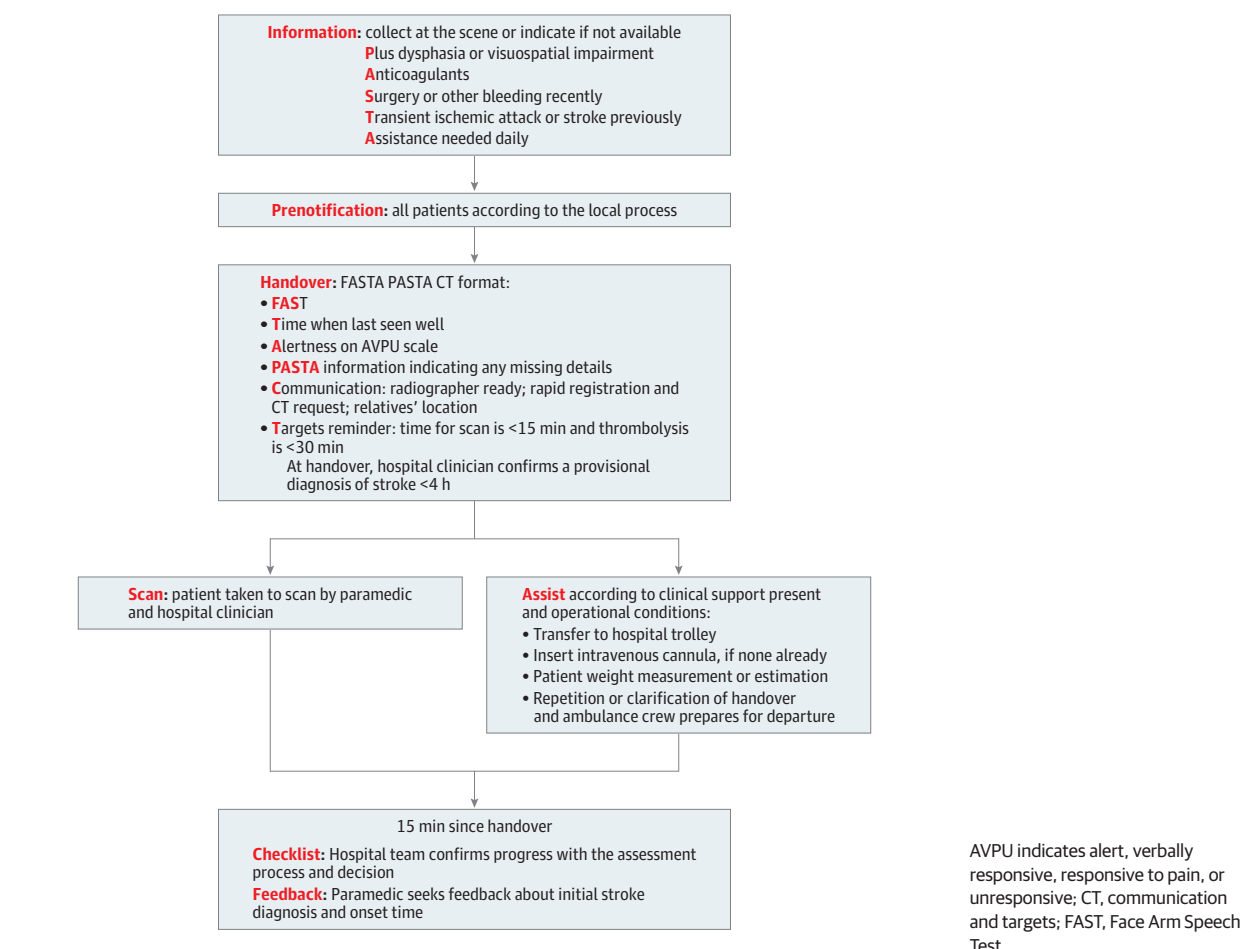 Information: collect at the scene or indicate if not available
Plus dysphasia or visuospatial impairment
Anticoagulants
Surgery or other bleeding recently
Transient ischemic attack or stroke previously
Assistance needed daily
Prenotification: all patients according to the local process
Handover: FASTA PASTA CT format:
• FAST
• Time when last seen well
• Alertness on AVPU scale
• PASTA information indicating any missing details
• Communication: radiographer ready; rapid registration and
CT request; relatives’ location
• Targets reminder: time for scan is <15 min and thrombolysis
is <30 min
At handover, hospital clinician confirms a provisional
diagnosis of stroke <4 h
Scan: patient taken to scan by paramedic
and hospital clinician
Assist according to clinical support present
and operational conditions:
• Transfer to hospital trolley
• Insert intravenous cannula, if none already
• Patient weight measurement or estimation
• Repetition or clarification of handover
and ambulance crew prepares for departure
15 min since handover
Checklist: Hospital team confirms progress with the assessment
process and decision
Feedback: Paramedic seeks feedback about initial stroke
diagnosis and onset time
AVPU indicates alert, verbally
responsive, responsive to pain, or
unresponsive; CT, communication
and targets; FAST, Face Arm Speech
Test